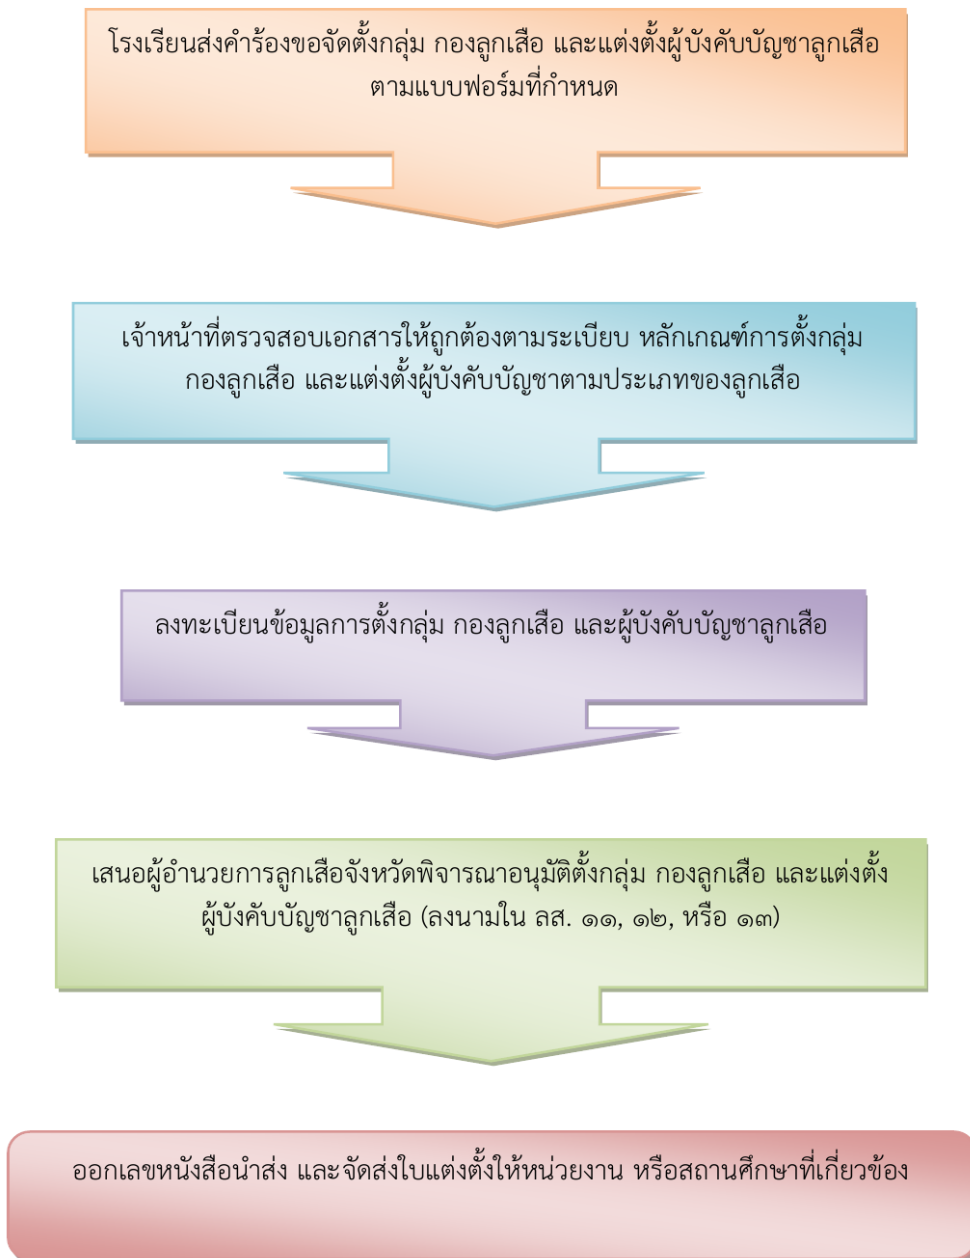 โรงเรียนส่งคำร้องขอจัดตั้งกลุ่ม กองลูกเสือ และแต่งตั้งผู้บังคับบัญชาลูกเสือ
ตามแบบฟอร์มที่กำหนด
เจ้าหน้าที่ตรวจสอบเอกสารให้ถูกต้องตามระเบียบ หลักเกณฑ์การตั้งกลุ่ม
กองลูกเสือ และแต่งตั้งผู้บังคับบัญชาตามประเภทของลูกเสือ
ลงทะเบียนข้อมูลการตั้งกลุ่ม กองลูกเสือ และผู้บังคับบัญชาลูกเสือ
เสนอผู้อำนวยการลูกเสือจังหวัดพิจารณาอนุมัติตั้งกลุ่ม กองลูกเสือ และแต่งตั้ง
ผู้บังคับบัญชาลูกเสือ (ลงนามใน ลส. ๑๑, ๑๒, หรือ ๑๓)
ออกเลขหนังสือนำส่ง และจัดส่งใบแต่งตั้งให้หน่วยงาน หรือสถานศึกษาที่เกี่ยวข้อง